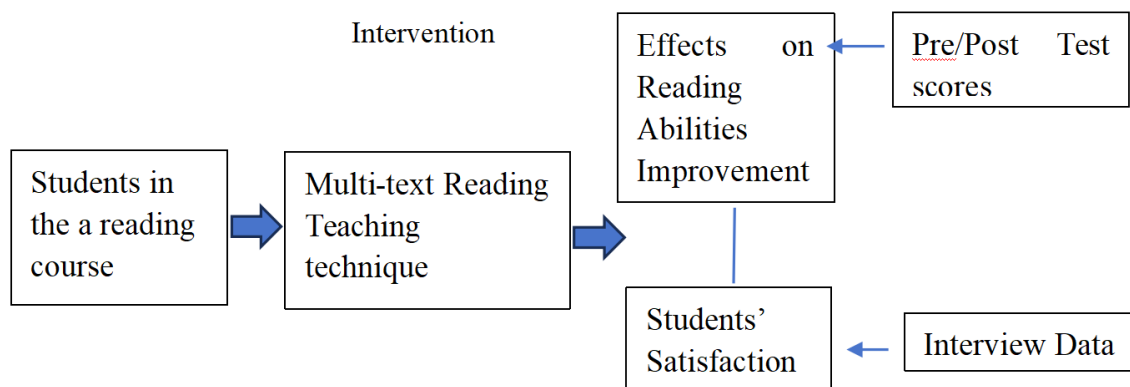 Intervention
Effects on
Reading
Abilities
Improvement
Pre/Post Test
scores
Students in
the a reading
course
Multi-text Reading
Teaching
technique
Students’
Satisfaction
Interview Data